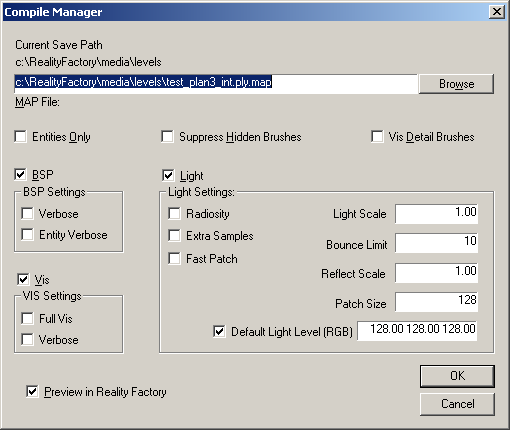 Compile Manager
Current Save Path
c:\RealityFactory\media\levels
c:\RealityFactory\media\levels\test_plan3_int.ply.map
Browse
MAP File:
Entities Only
Suppress Hidden Brushes
Vis Detail Brushes
BSP
Light
BSP Settings
Verbose
Entity Verbose
Light Settings:
Radiosity
Light Scale
1.00
Extra Samples
Bounce Limit
10
Fast Patch
Reflect Scale
1.00
Patch Size
128
Default Light Level (RGB)
128.00 128.00 128.00
Vis
VIS Settings
Full Vis
Verbose
Preview in Reality Factory
OK
Cancel